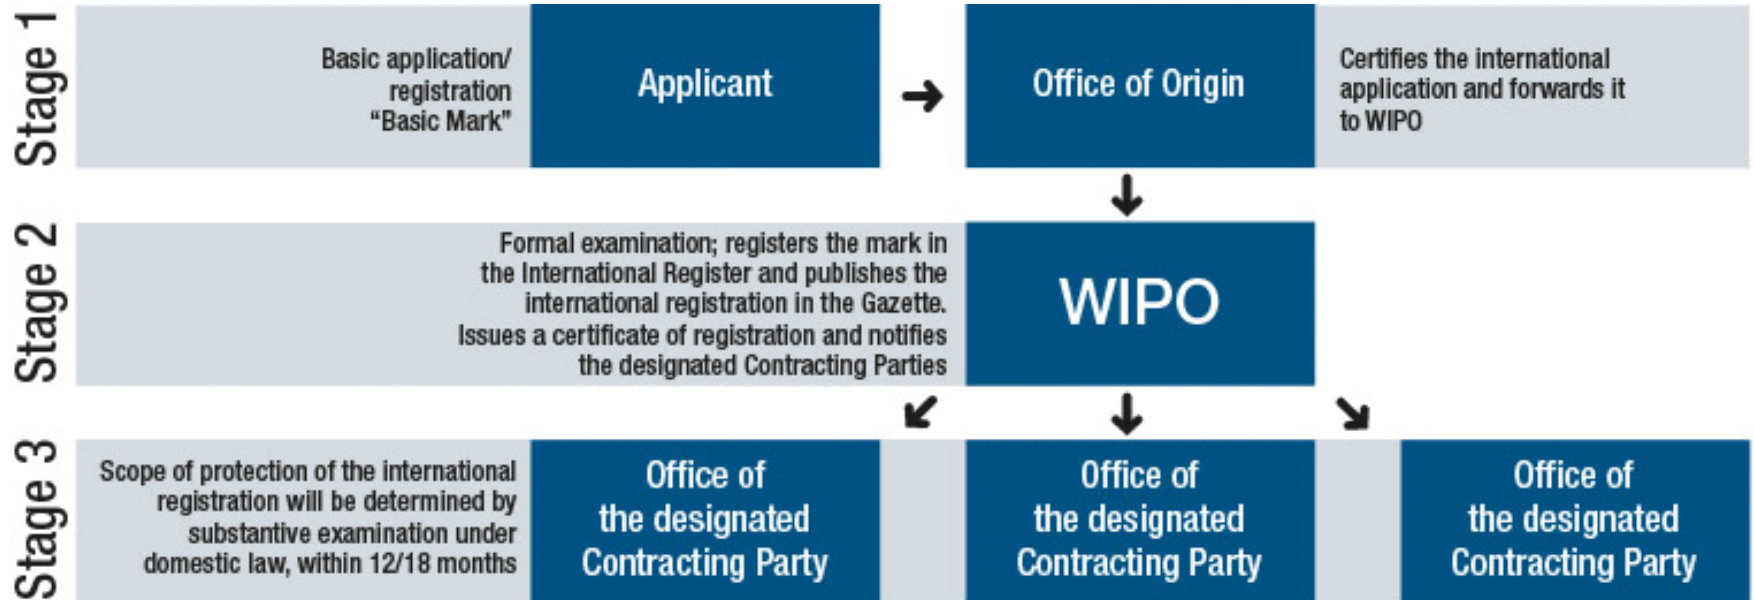 Stage 1
Basic application/
registration
“Basic Mark”
Applicant
Office of Origin
Certifies the international
application and forwards it
to WIPO
Stage 2
Formal examination; registers the mark in
the International Register and publishes the
international registration in the Gazette.
Issues a certificate of registration and notifies
the designated Contracting Parties
WIPO
Stage 3
Scope of protection of the international
registration will be determined by
substantive examination under
domestic law, within 12/18 months
Office of
the designated
Contracting Party
Office of
the designated
Contracting Party
Office of
the designated
Contracting Party